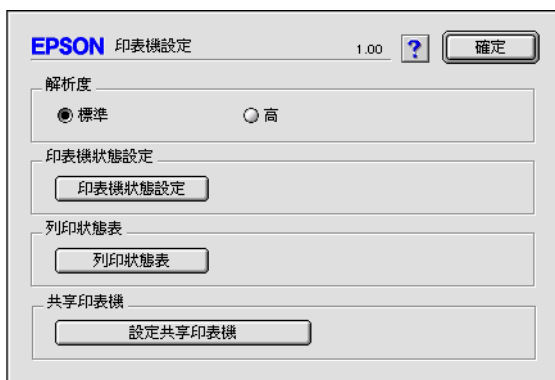 EPSON 印表機設定 1.00 ? 確定
解析度
標準 高
印表機狀態設定
印表機狀態設定
列印狀態表
列印狀態表
共享印表機
設定共享印表機